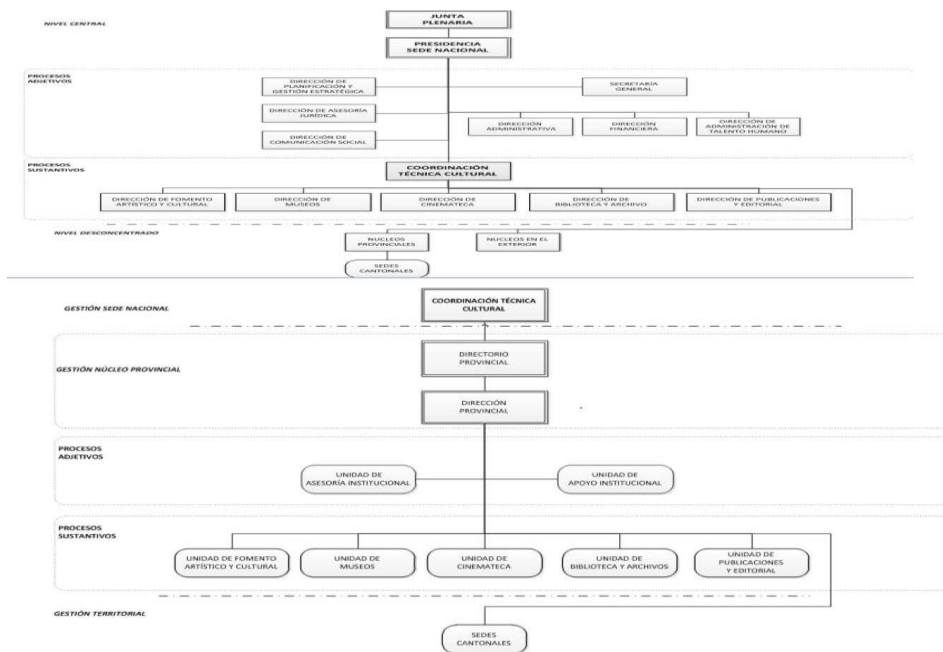 NIVEL CENTRAL
JUNTA
PLENARIA
PRESIDENCIA
SEDE NACIONAL
PROCESOS
ADJETIVOS
DIRECCIÓN DE
PLANIFICACIÓN Y
GESTIÓN ESTRATÉGICA
SECRETARÍA
GENERAL
DIRECCIÓN DE ASESORÍA
JURÍDICA
DIRECCIÓN
ADMINISTRATIVA
DIRECCIÓN
FINANCIERA
DIRECCIÓN DE
ADMINISTRACIÓN DE
TALENTO HUMANO
DIRECCIÓN DE
COMUNICACIÓN SOCIAL
PROCESOS
SUSTANTIVOS
COORDINACIÓN
TÉCNICA CULTURAL
DIRECCIÓN DE FOMENTO
ARTÍSTICO Y CULTURAL
DIRECCIÓN DE
MUSEOS
DIRECCIÓN DE
CINEMATECA
DIRECCIÓN DE
BIBLIOTECA Y ARCHIVO
DIRECCIÓN DE PUBLICACIONES
Y EDITORIAL
NIVEL DESCONCENTRADO
NUCLEOS
PROVINCIALES
NUCLEOS EN EL
EXTERIOR
SEDES
CANTONALES
GESTIÓN SEDE NACIONAL
COORDINACIÓN TÉCNICA
CULTURAL
GESTIÓN NÚCLEO PROVINCIAL
DIRECTORIO
PROVINCIAL
DIRECCIÓN
PROVINCIAL
PROCESOS
ADJETIVOS
UNIDAD DE
ASESORÍA INSTITUCIONAL
UNIDAD DE
APOYO INSTITUCIONAL
PROCESOS
SUSTANTIVOS
UNIDAD DE FOMENTO
ARTÍSTICO Y CULTURAL
UNIDAD DE
MUSEOS
UNIDAD DE
CINEMATECA
UNIDAD DE
BIBLIOTECA Y ARCHIVOS
UNIDAD DE
PUBLICACIONES
Y EDITORIAL
GESTIÓN TERRITORIAL
SEDES
CANTONALES